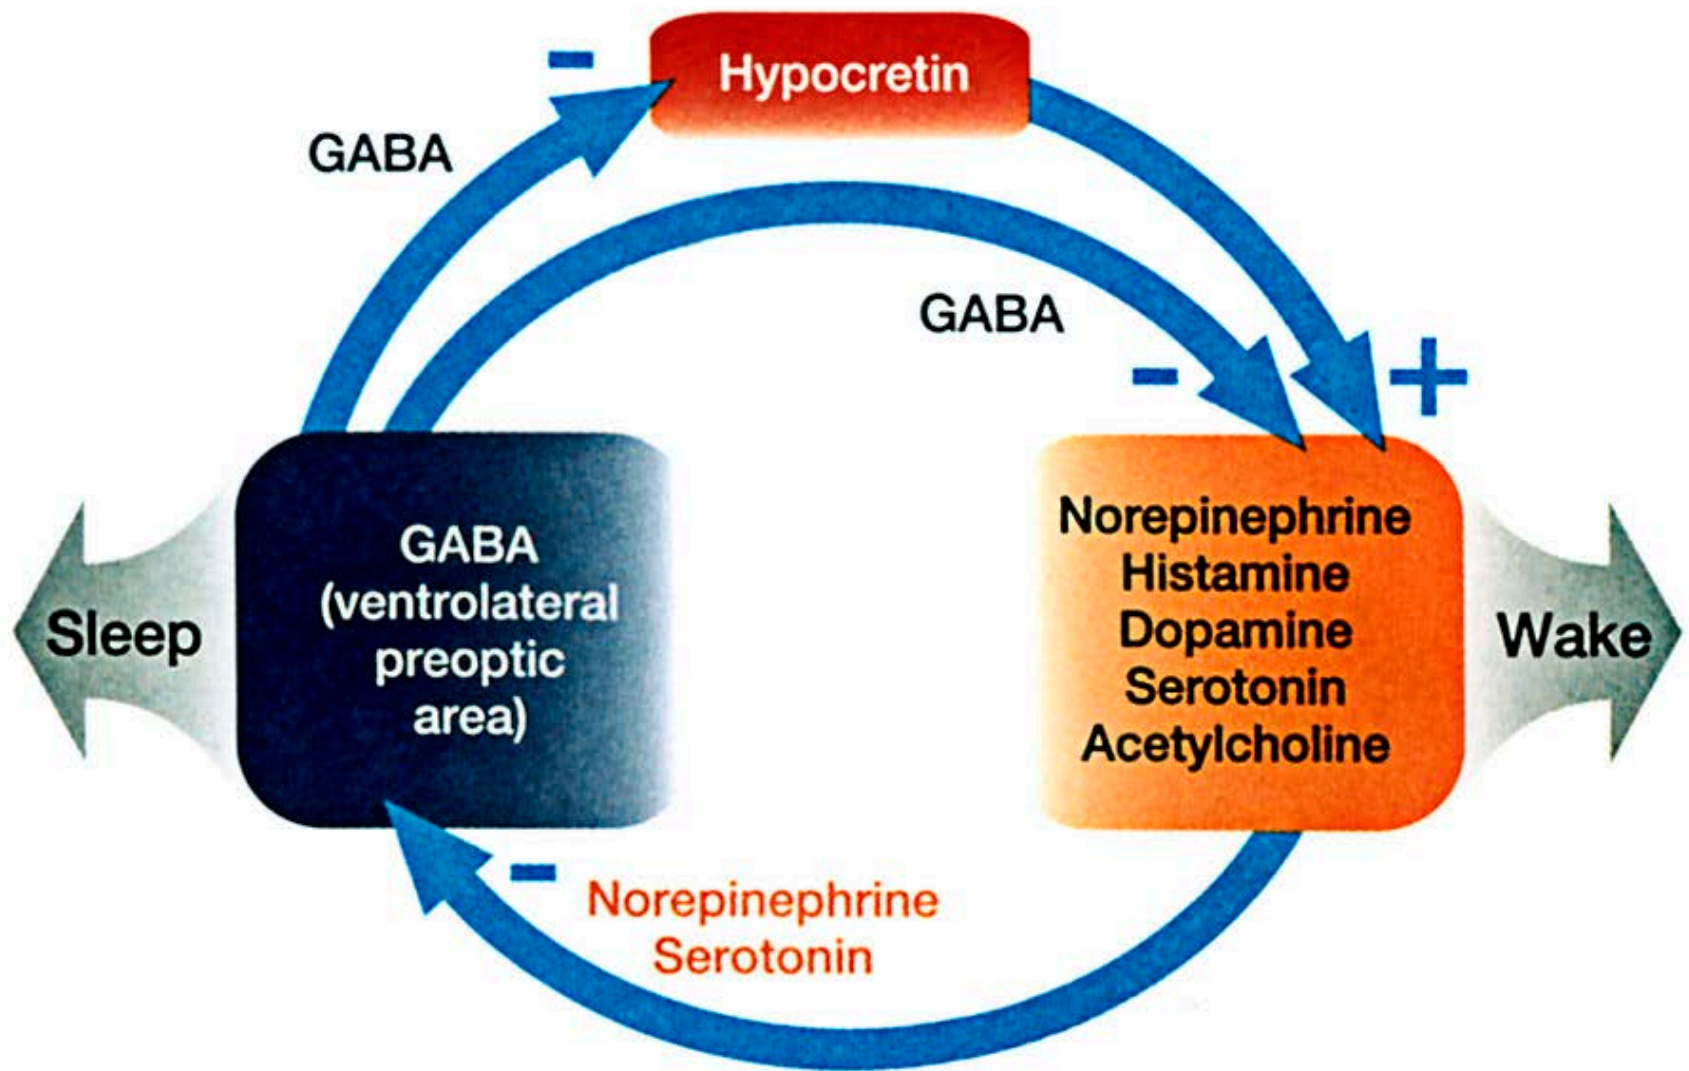 Hypocretin
−
GABA
GABA
−
+
GABA
(ventrolateral
preoptic
area)
Sleep
Norepinephrine
Histamine
Dopamine
Serotonin
Acetylcholine
Wake
−
Norepinephrine
Serotonin